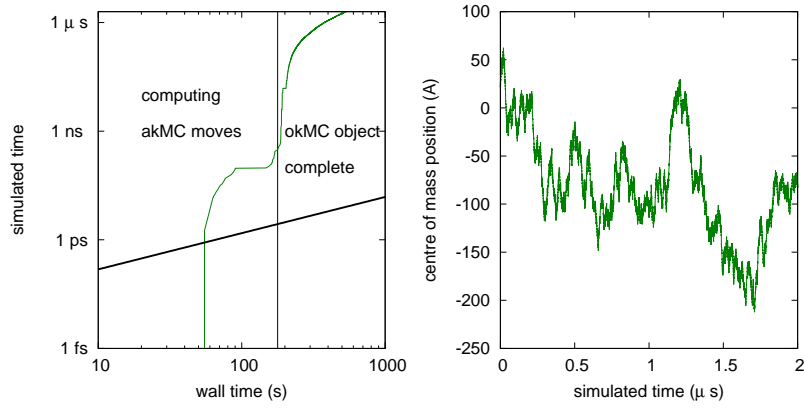 1 μ s
1 ns
1 ps
1 fs
simulated time
computing
akMC moves
okMC object
complete
10
100
1000
wall time (s)
100
50
0
-50
-100
-150
-200
-250
centre of mass position (A)
0
0.5
1
1.5
2
simulated time (μ s)